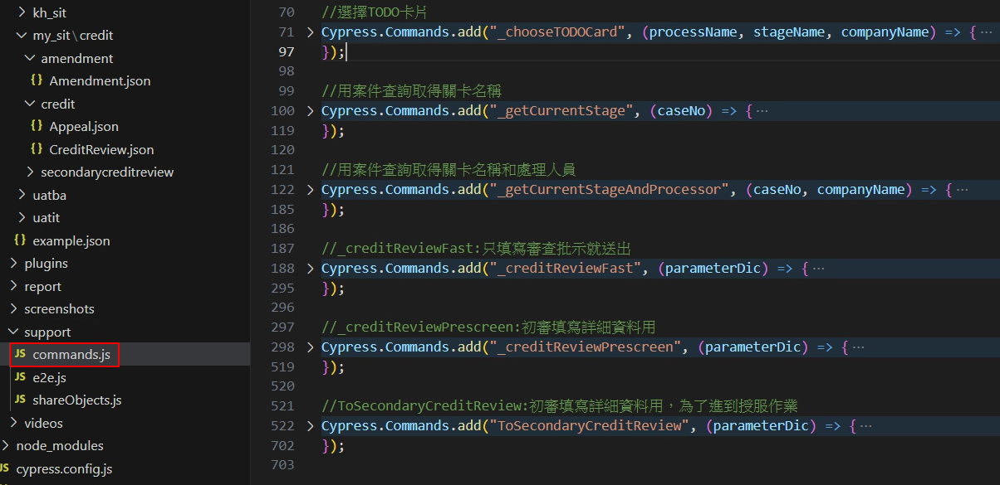 kh_sit
my_sit\credit
amendment
{} Amendment.json
credit
{} Appeal.json
{} CreditReview.json
secondarycreditreview
uatba
uatit
{} example.json
plugins
report
screenshots
support
JS commands.js
JS e2e.js
JS shareObjects.js
videos
node_modules
JS cypress.config.js
70 //選擇TODO卡片
71 Cypress.Commands.add("_chooseTODOCard", (processName, stageName, companyName) => { ···
97 });
98
99 //用案件查詢取得關卡名稱
100 Cypress.Commands.add("_getCurrentStage", (caseNo) => { ···
119 });
120
121 //用案件查詢取得關卡名稱和處理人員
122 Cypress.Commands.add("_getCurrentStageAndProcessor", (caseNo, companyName) => { ···
185 });
186
187 //_creditReviewFast:只填寫審查批示就送出
188 Cypress.Commands.add("_creditReviewFast", (parameterDic) => { ···
295 });
296
297 //_creditReviewPrescreen:初審填寫詳細資料用
298 Cypress.Commands.add("_creditReviewPrescreen", (parameterDic) => { ···
519 });
520
521 //ToSecondaryCreditReview:初審填寫詳細資料用，為了進到授服作業
522 Cypress.Commands.add("ToSecondaryCreditReview", (parameterDic) => { ···
702 });
703